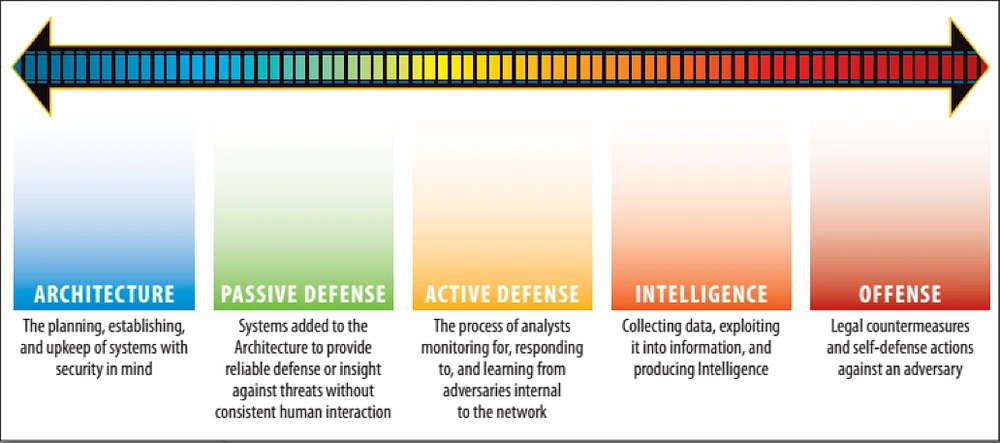 ARCHITECTURE
The planning, establishing,
and upkeep of systems with
security in mind
PASSIVE DEFENSE
Systems added to the
Architecture to provide
reliable defense or insight
against threats without
consistent human interaction
ACTIVE DEFENSE
The process of analysts
monitoring for, responding
to, and learning from
adversaries internal
to the network
INTELLIGENCE
Collecting data, exploiting
it into information, and
producing Intelligence
OFFENSE
Legal countermeasures
and self-defense actions
against an adversary